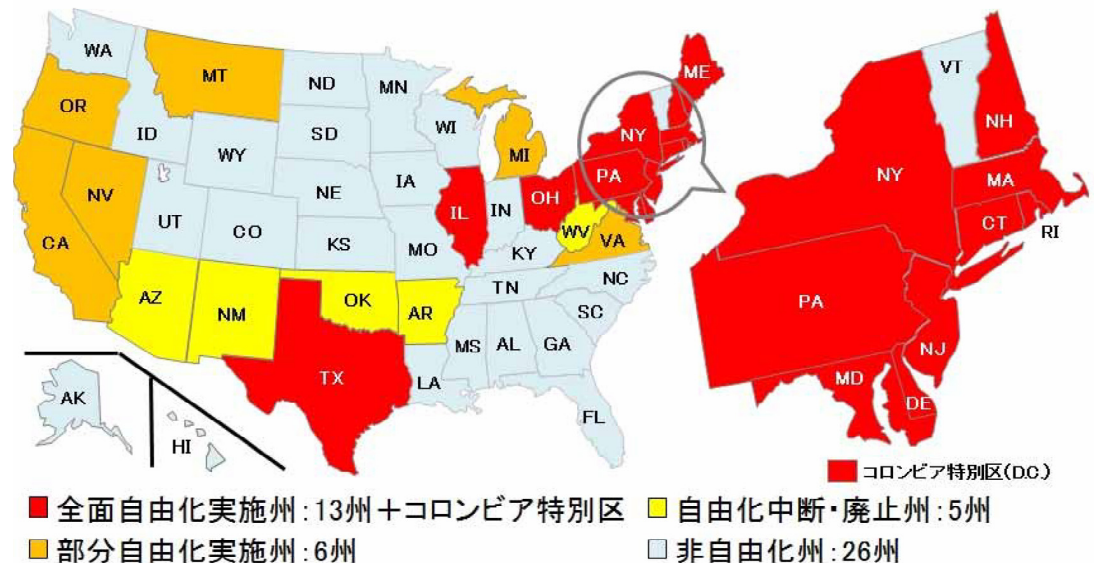 WA
MT
ND
MN
ME
VT
OR
ID
SD
WI
NY
NH
WY
MI
NY
MA
NV
NE
IA
PA
CT
RI
UT
CO
IL
IN
OH
CA
KS
MO
WV
VA
KY
PA
AZ
NM
OK
AR
TN
NC
SC
NJ
MS
AL
GA
TX
LA
MD
DE
AK
FL
HI
コロンビア特別区(D.C.)
全面自由化実施州:13州+コロンビア特別区
自由化中断・廃止州:5州
部分自由化実施州:6州
非自由化州:26州